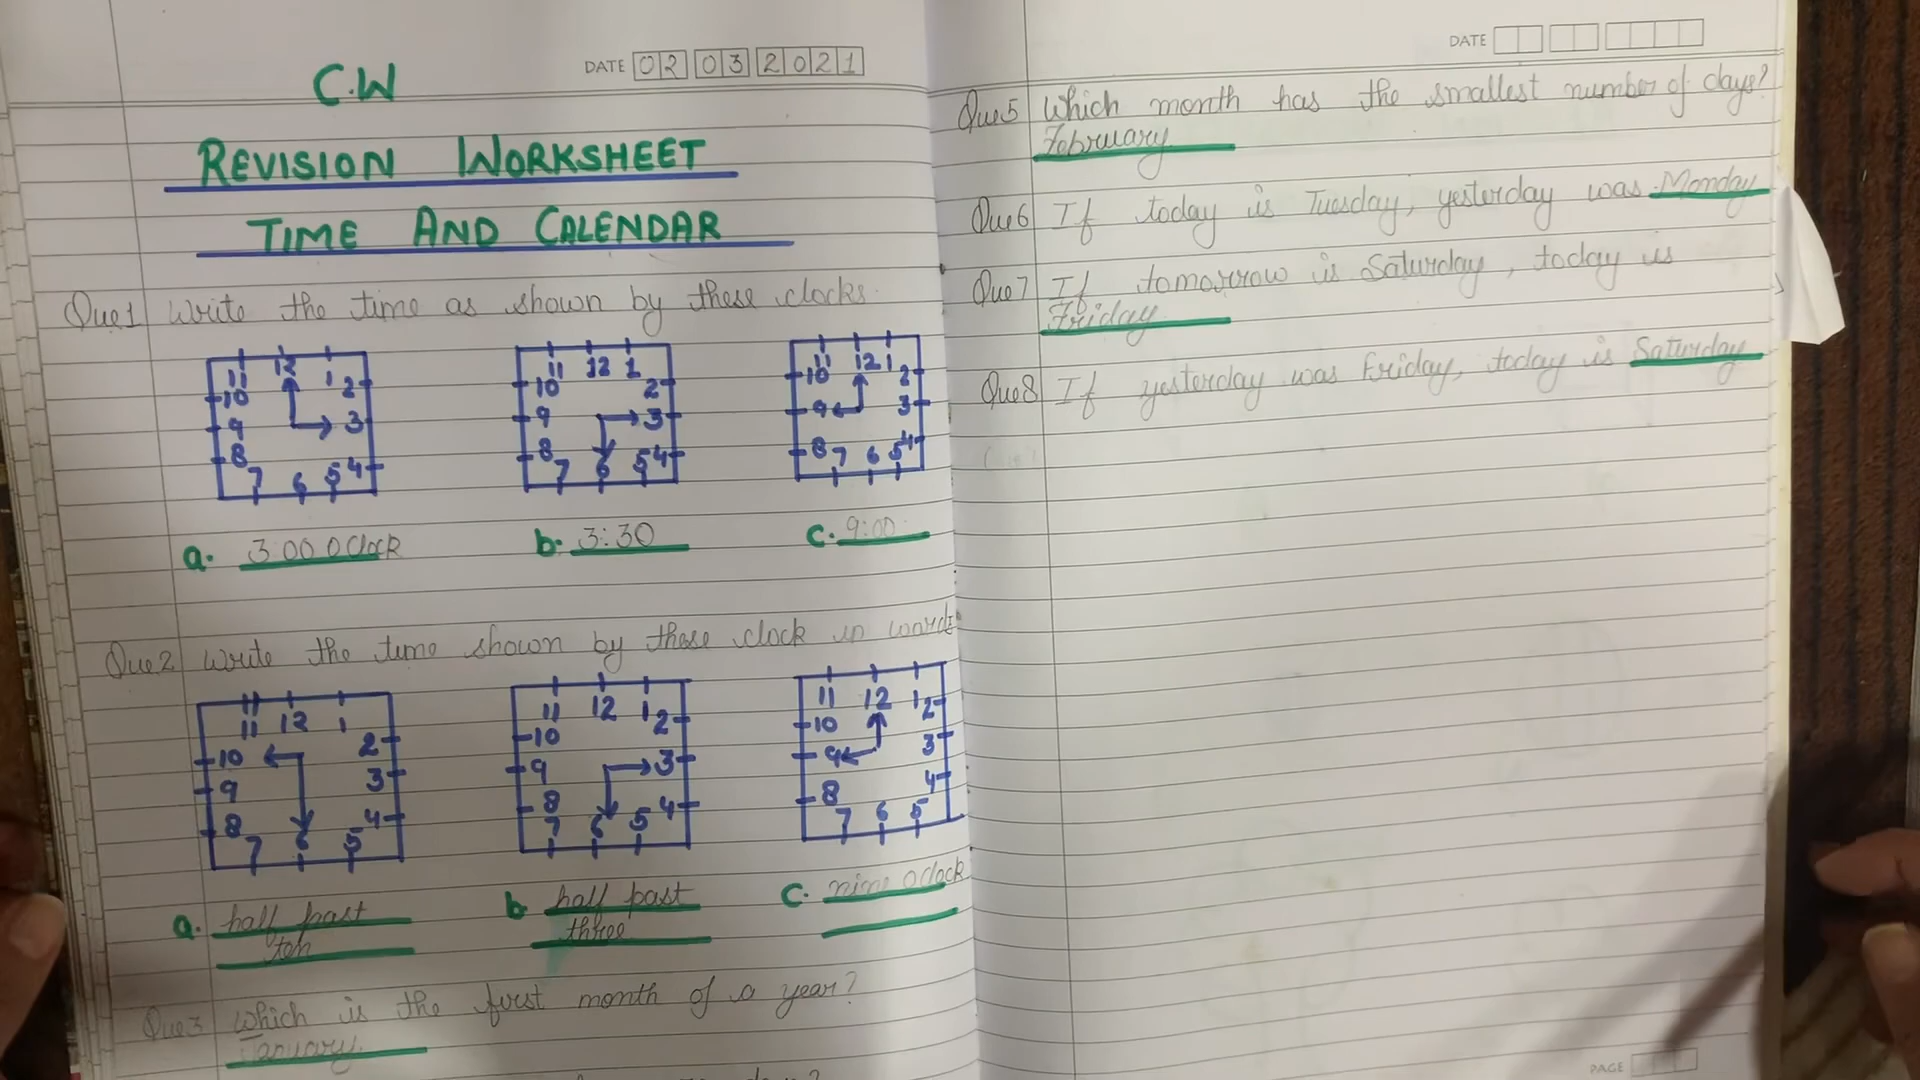 C.W
DATE 02 03 2021
REVISION WORKSHEET
TIME AND CALENDAR
Que1 Write the time as shown by these clocks.
11 12 1
10 2
9 3
8 4
7 6 5
11 12 1
10 2
9 3
8 4
7 6 5
11 12 1
10 2
9 3
8 4
7 6 5
a. 3:00 OClock b. 3:30 c. 9:00
Que2 Write the time shown by these clock in words
11 12 1
10 2
9 3
8 4
7 6 5
11 12 1
10 2
9 3
8 4
7 6 5
11 12 1
10 2
9 3
8 4
7 6 5
a. half past b half past c. nine Oclock
ten three
Que3 Which is the first month of a year?
January.
DATE
Que5 Which month has the smallest number of days?
February
Que6 If today is Tuesday, yesterday was Monday
Que7 If tomorrow is Saturday, today is
Friday
Que8 If yesterday was Friday, today is Saturday
PAGE